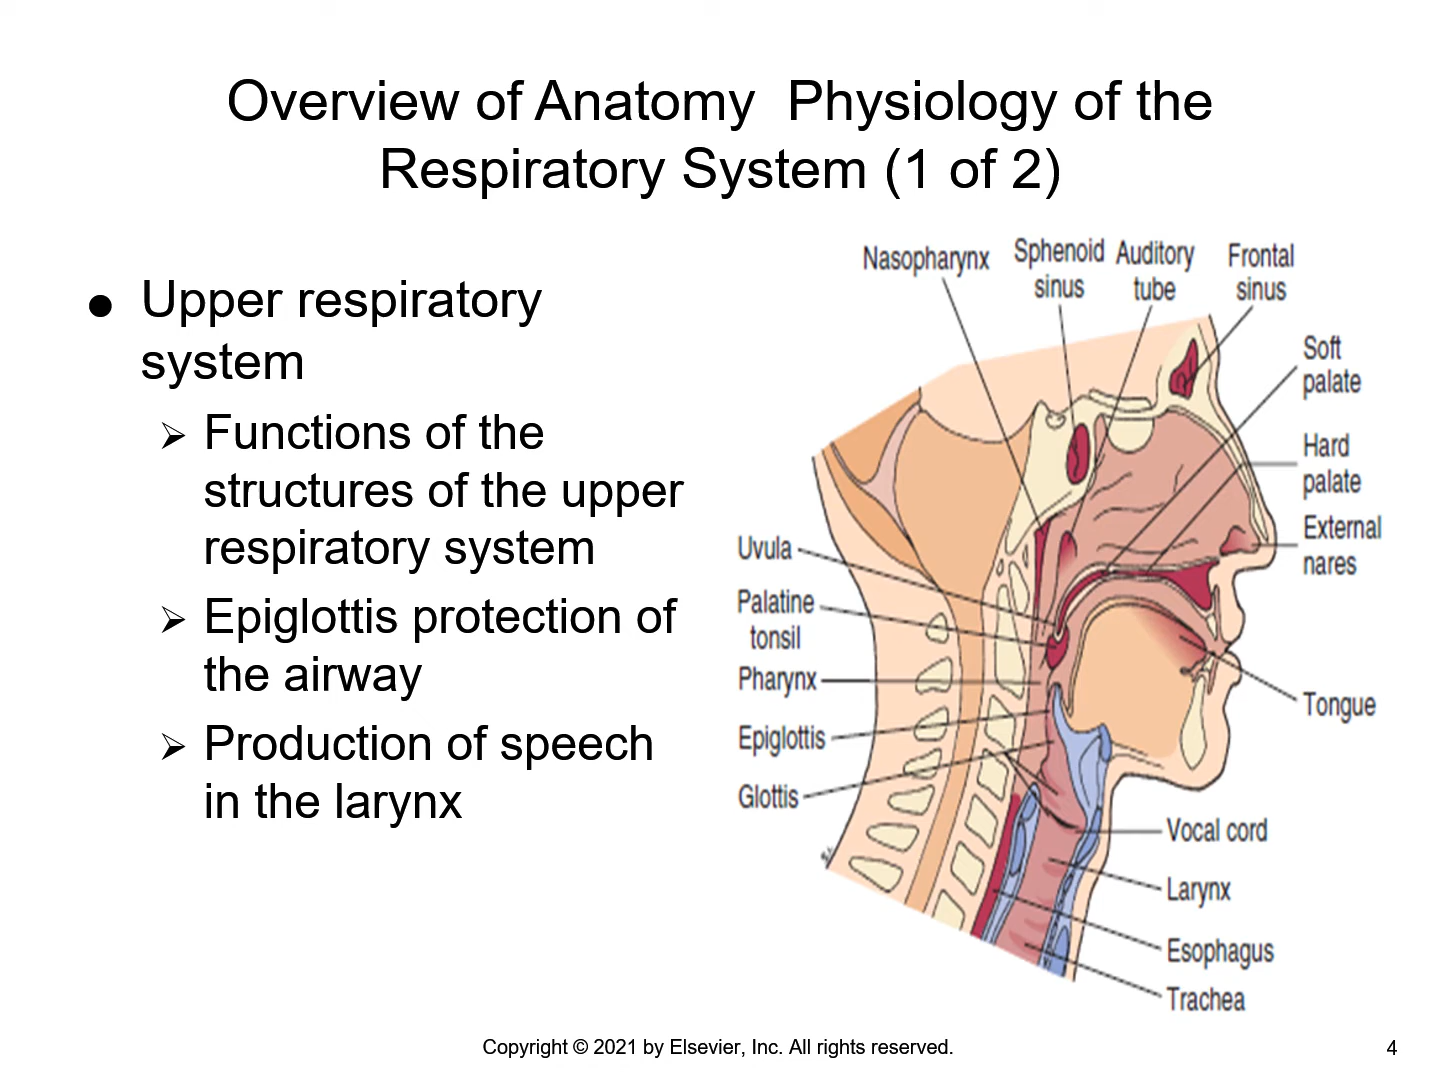 Overview of Anatomy  Physiology of the
Respiratory System (1 of 2)
● Upper respiratory
system
➢ Functions of the
structures of the upper
respiratory system
➢ Epiglottis protection of
the airway
➢ Production of speech
in the larynx
Nasopharynx
Sphenoid
sinus
Auditory
tube
Frontal
sinus
Soft
palate
Hard
palate
External
nares
Tongue
Uvula
Palatine
tonsil
Pharynx
Epiglottis
Glottis
Vocal cord
Larynx
Esophagus
Trachea
Copyright © 2021 by Elsevier, Inc. All rights reserved.
4